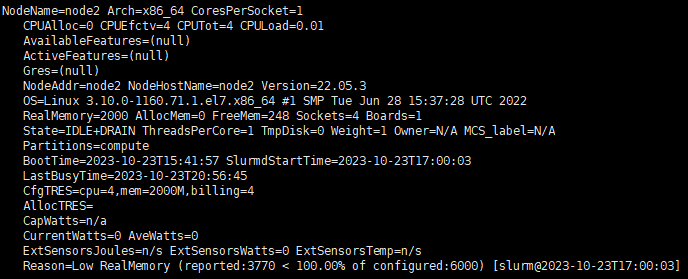 NodeName=node2 Arch=x86_64 CoresPerSocket=1
CPUAlloc=0 CPUEfctv=4 CPUTot=4 CPULoad=0.01
AvailableFeatures=(null)
ActiveFeatures=(null)
Gres=(null)
NodeAddr=node2 NodeHostName=node2 Version=22.05.3
OS=Linux 3.10.0-1160.71.1.el7.x86_64 #1 SMP Tue Jun 28 15:37:28 UTC 2022
RealMemory=2000 AllocMem=0 FreeMem=248 Sockets=4 Boards=1
State=IDLE+DRAIN ThreadsPerCore=1 TmpDisk=0 Weight=1 Owner=N/A MCS_label=N/A
Partitions=compute
BootTime=2023-10-23T15:41:57 SlurmdStartTime=2023-10-23T17:00:03
LastBusyTime=2023-10-23T20:56:45
CfgTRES=cpu=4,mem=2000M,billing=4
AllocTRES=
CapWatts=n/a
CurrentWatts=0 AveWatts=0
ExtSensorsJoules=n/s ExtSensorsWatts=0 ExtSensorsTemp=n/s
Reason=Low RealMemory (reported:3770 < 100.00% of configured:6000) [slurm@2023-10-23T17:00:03]